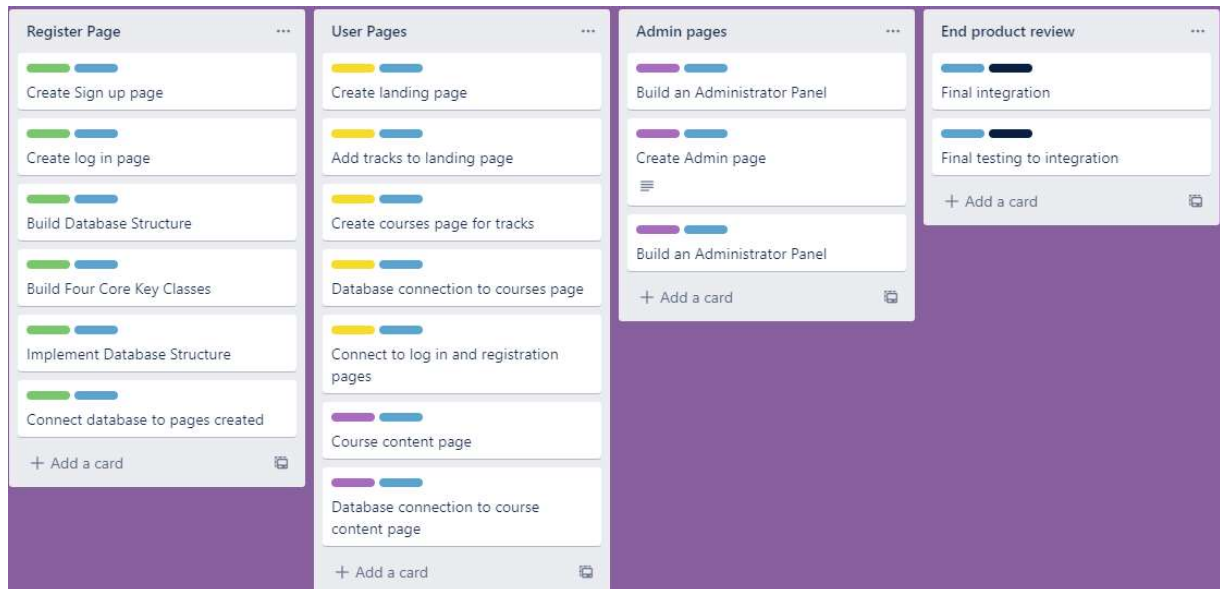 Register Page
Create Sign up page
Create log in page
Build Database Structure
Build Four Core Key Classes
Implement Database Structure
Connect database to pages created
+ Add a card
User Pages
Create landing page
Add tracks to landing page
Create courses page for tracks
Database connection to courses page
Connect to log in and registration
pages
Course content page
Database connection to course
content page
+ Add a card
Admin pages
Build an Administrator Panel
Create Admin page
Build an Administrator Panel
+ Add a card
End product review
Final integration
Final testing to integration
+ Add a card